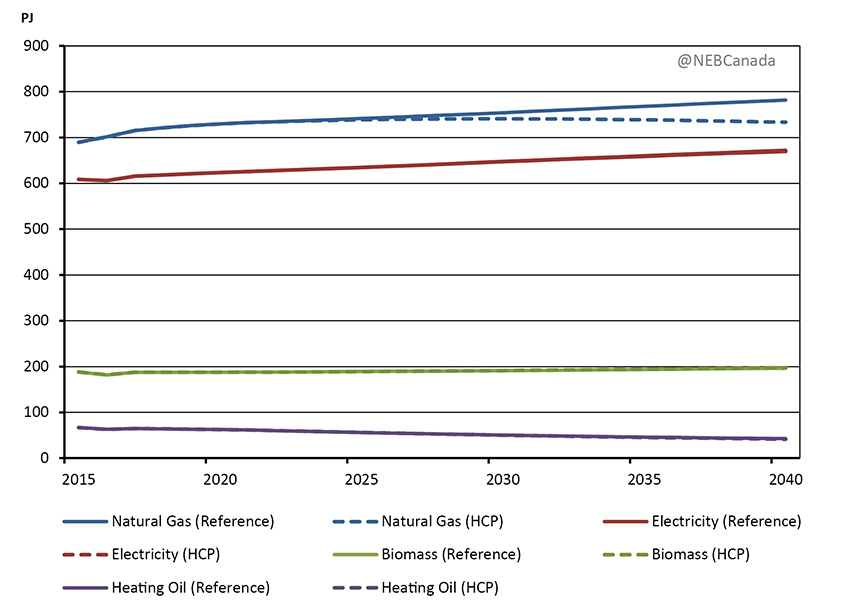 PJ
900
@NEBCanada
800
700
600
500
400
300
200
100
0
2015 2020 2025 2030 2035 2040
Natural Gas (Reference) Natural Gas (HCP) Electricity (Reference)
Electricity (HCP) Biomass (Reference) Biomass (HCP)
Heating Oil (Reference) Heating Oil (HCP)